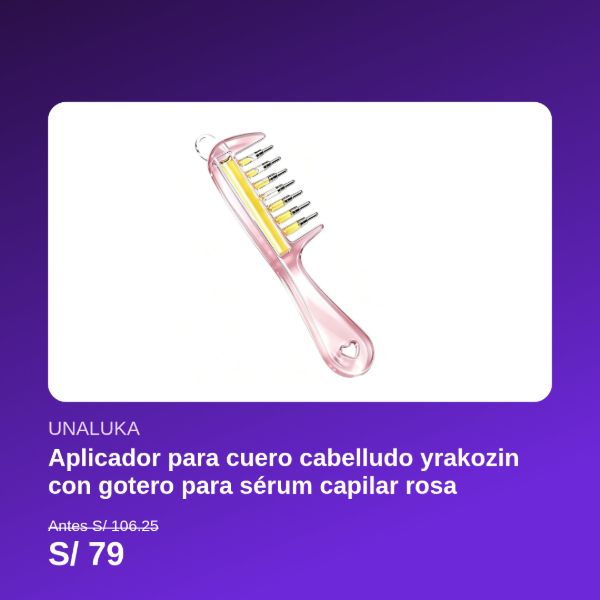 UNALUKA
Aplicador para cuero cabelludo yrakozin
con gotero para sérum capilar rosa
Antes S/ 106.25
S/ 79